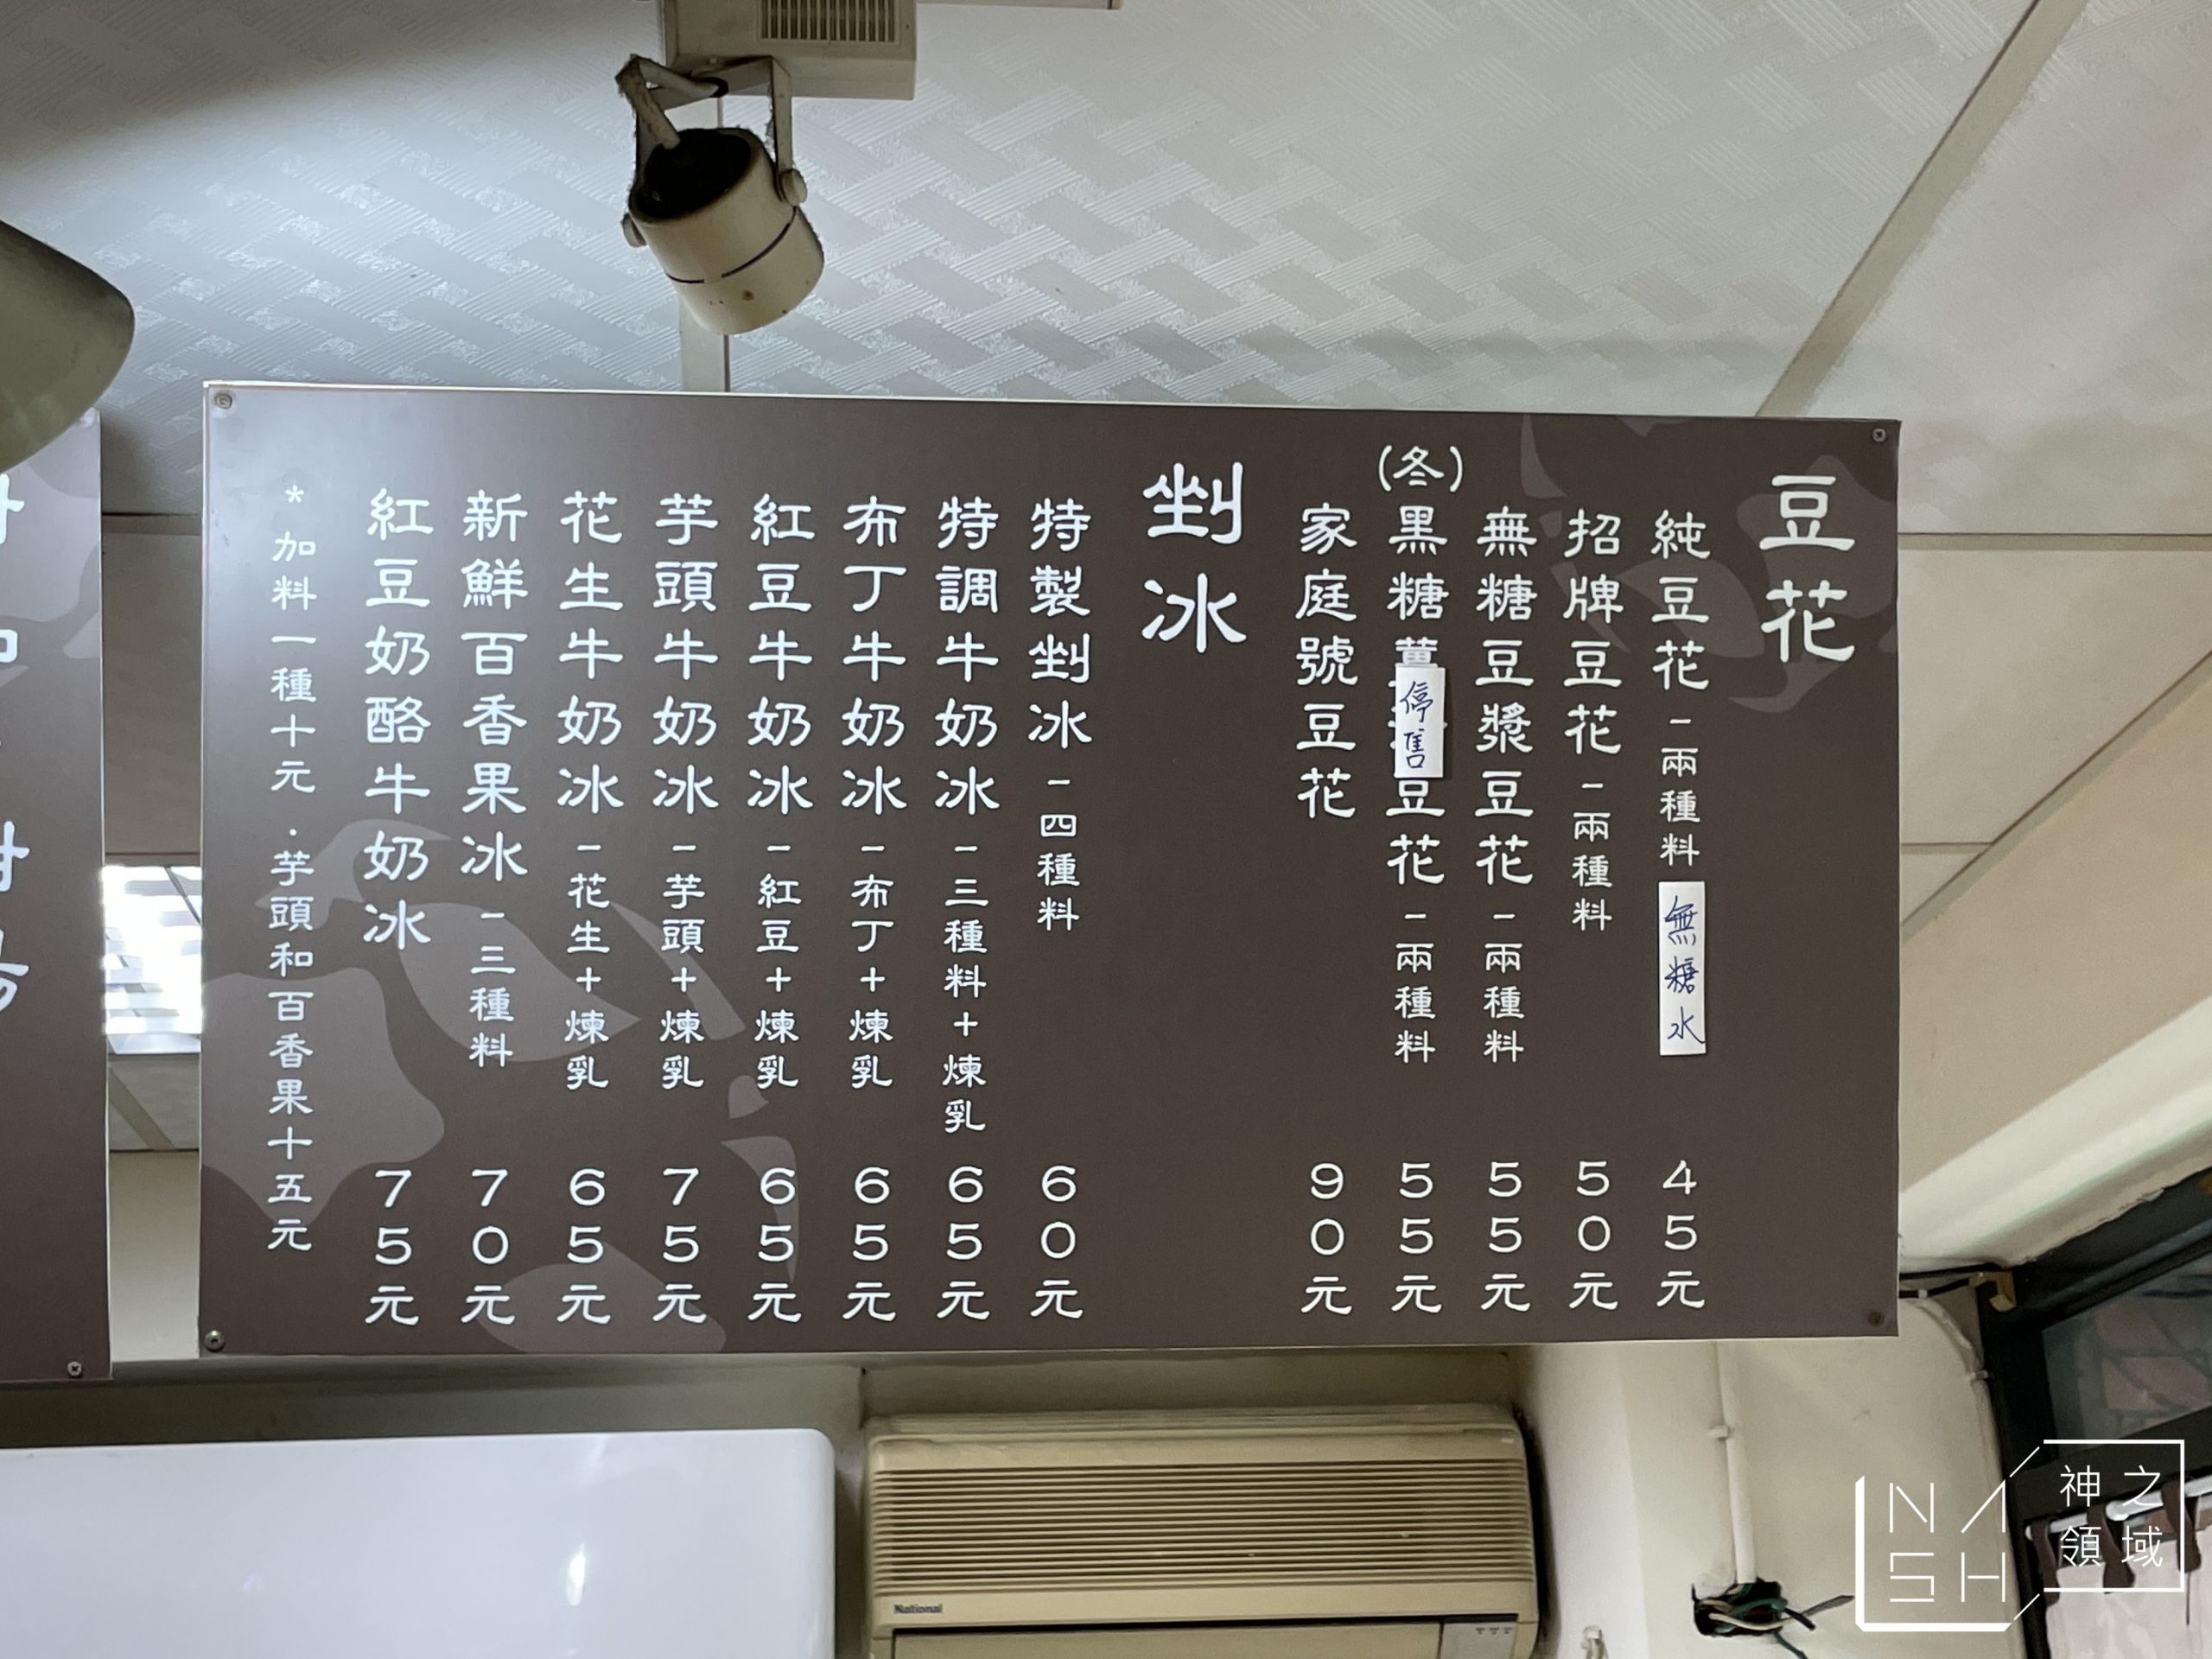 豆花
純豆花-兩種料 無糖水 45元
招牌豆花-兩種料 50元
無糖豆漿豆花-兩種料 55元
(冬)黑糖薑停售豆花-兩種料 55元
家庭號豆花 90元
剉冰
特製剉冰-四種料 60元
特調牛奶冰-三種料+煉乳 65元
布丁牛奶冰-布丁+煉乳 65元
紅豆牛奶冰-紅豆+煉乳 65元
芋頭牛奶冰-芋頭+煉乳 75元
花生牛奶冰-花生+煉乳 65元
新鮮百香果冰-三種料 70元
紅豆奶酪牛奶冰 75元
*加料一種十元．芋頭和百香果十五元
National
NASH
神之領域